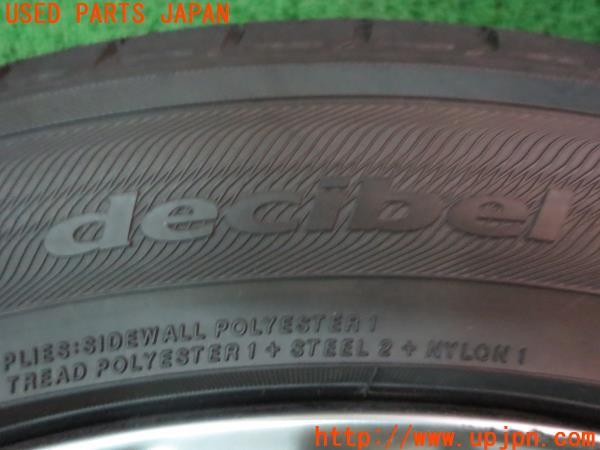 USED PARTS JAPAN
decibel
PLIES:SIDEWALL POLYESTER 1
TREAD POLYESTER 1 + STEEL 2 + NYLON 1
http://www.upjpn.com